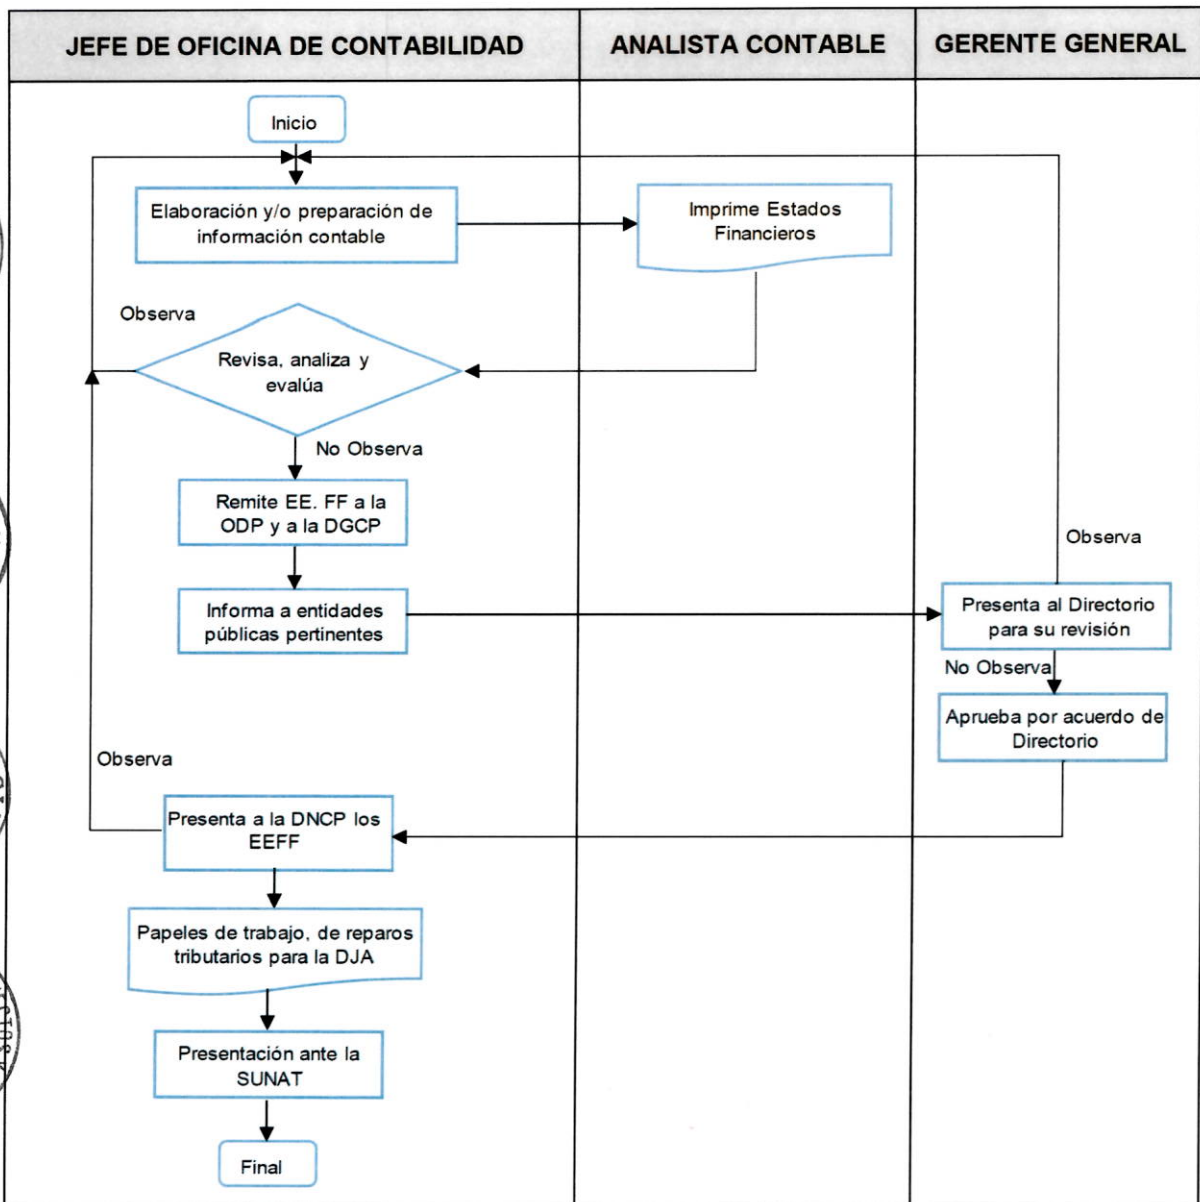 JEFE DE OFICINA DE CONTABILIDAD
ANALISTA CONTABLE
GERENTE GENERAL
Inicio
Elaboración y/o preparación de
información contable
Imprime Estados
Financieros
Observa
Revisa, analiza y
evalúa
No Observa
Remite EE. FF a la
ODP y a la DGCP
Informa a entidades
públicas pertinentes
Observa
Presenta al Directorio
para su revisión
No Observa
Aprueba por acuerdo de
Directorio
Observa
Presenta a la DNCP los
EEFF
Papeles de trabajo, de reparos
tributarios para la DJA
Presentación ante la
SUNAT
Final